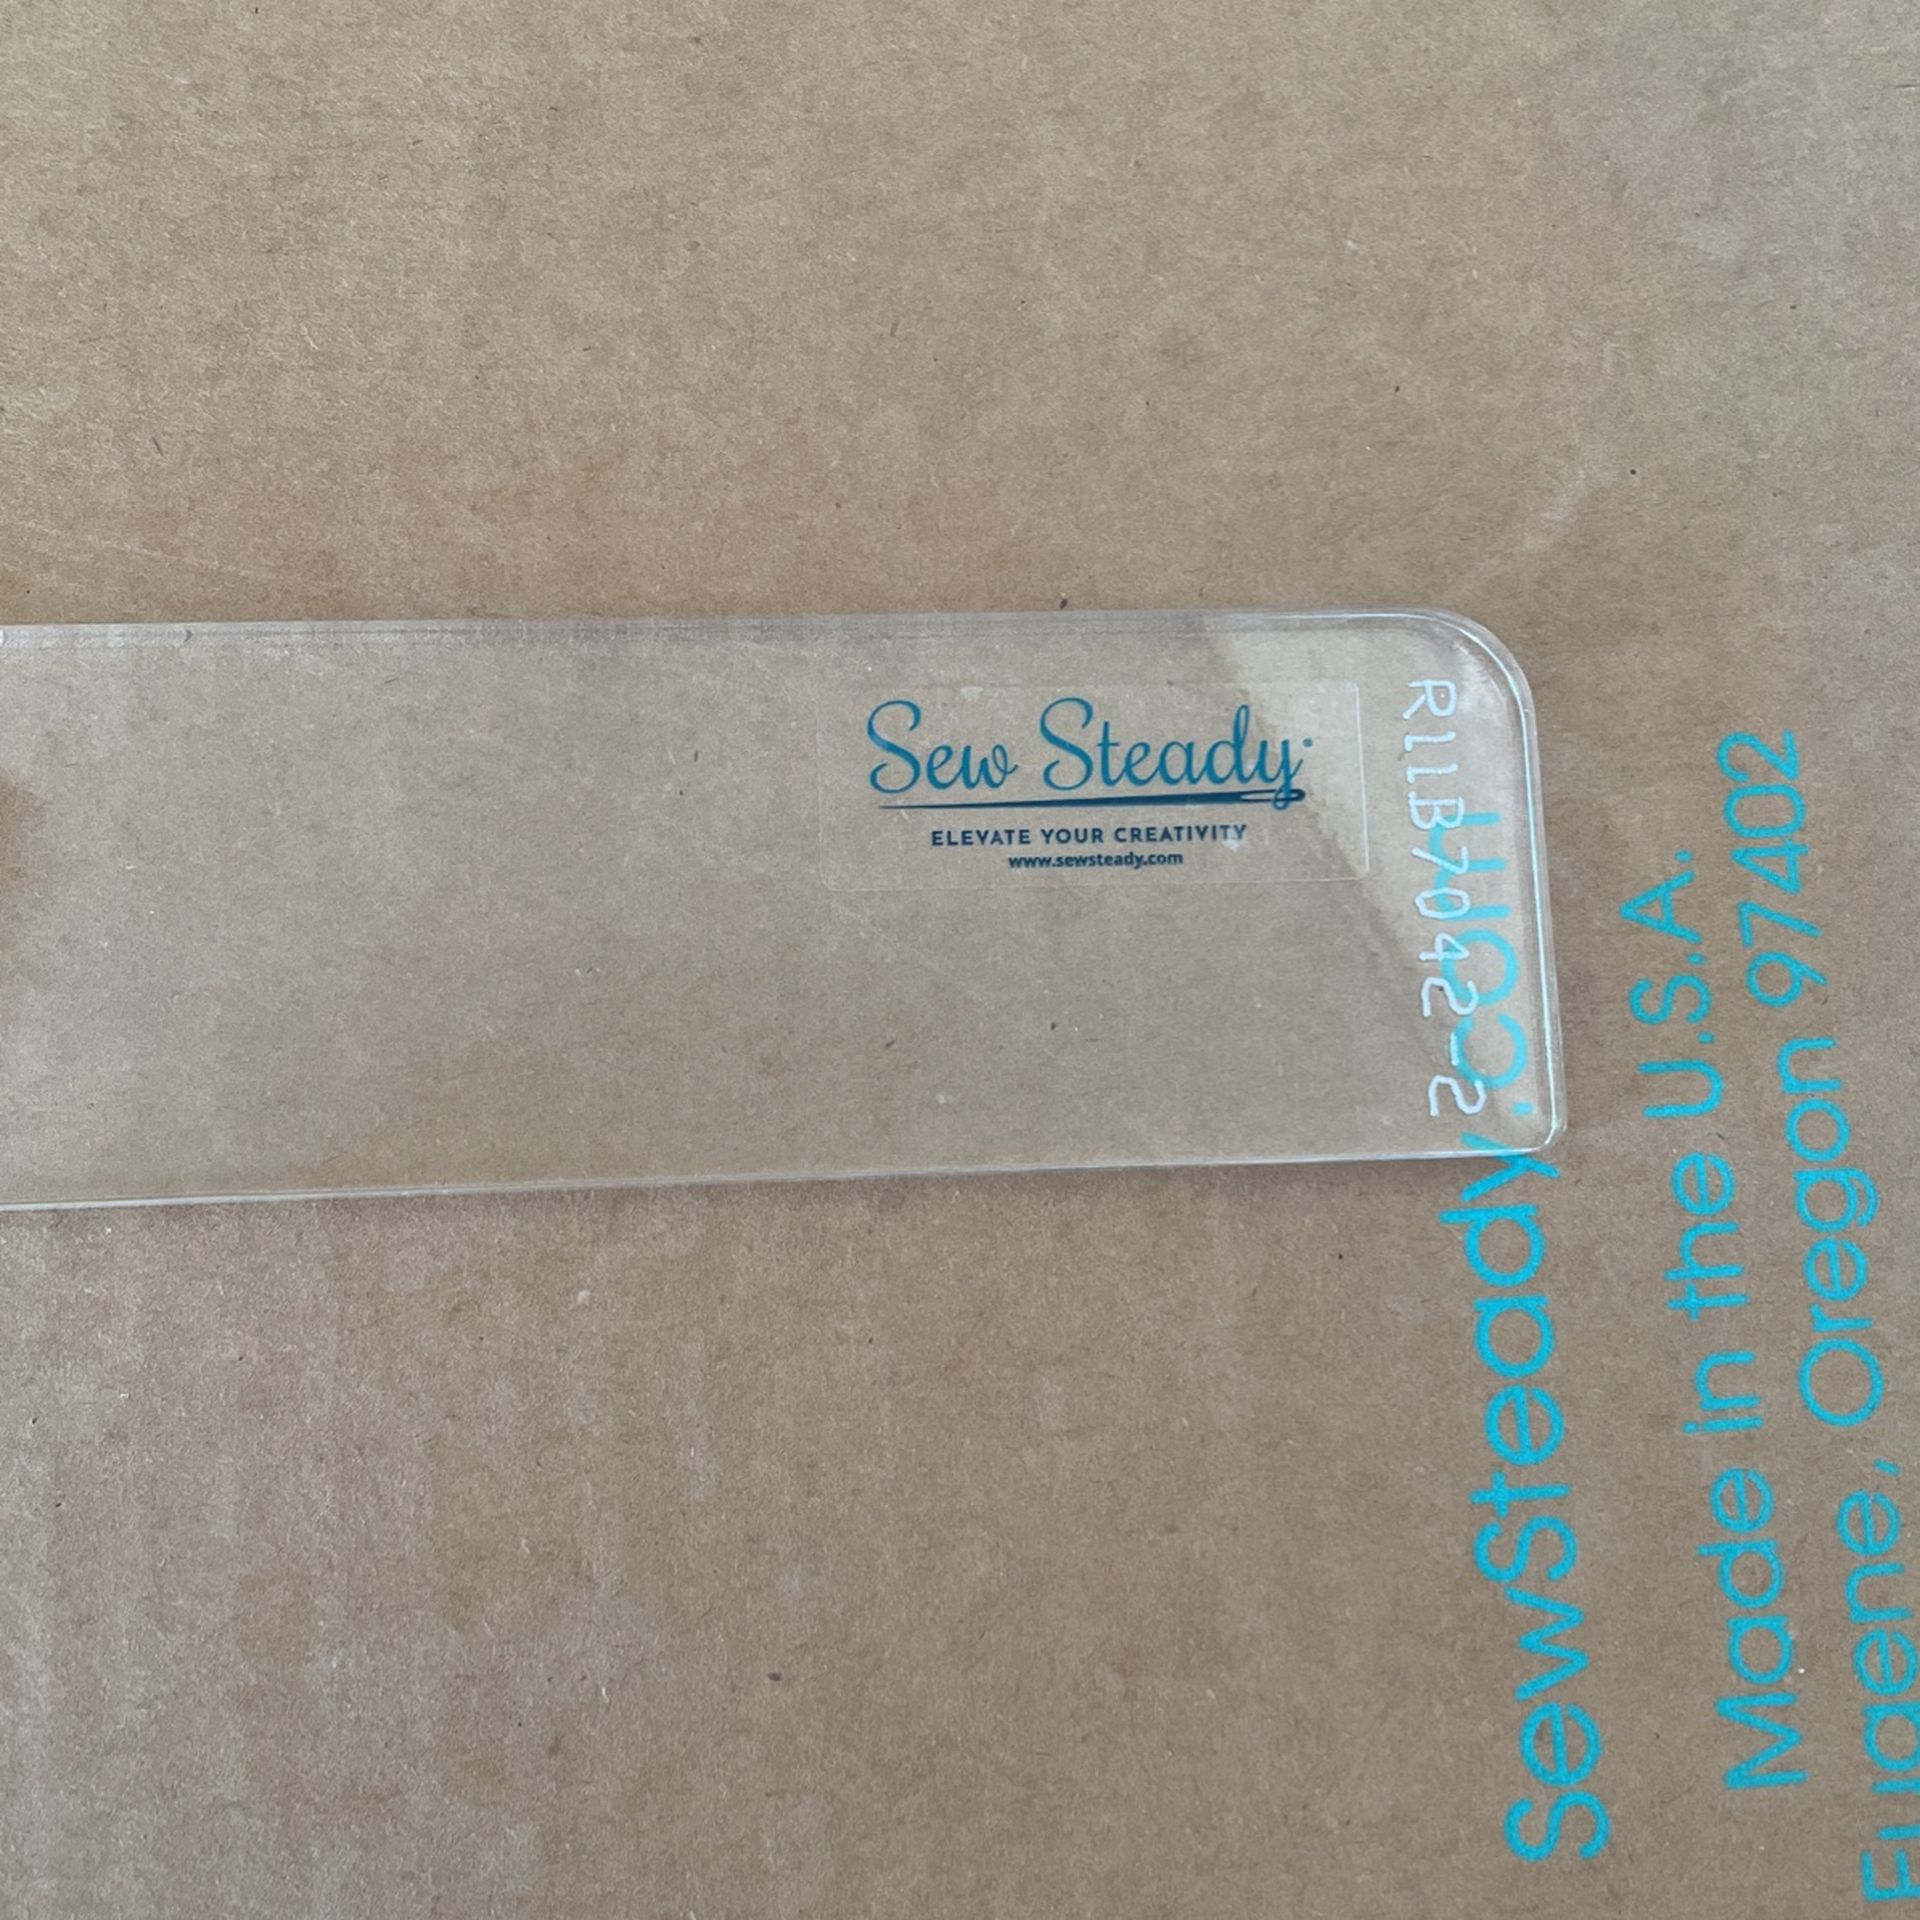 Sew Steady
ELEVATE YOUR CREATIVITY
www.sewsteady.com
R11B7042-2
SewSteady.com
Made in the U.S.A.
Eugene, Oregon 97402